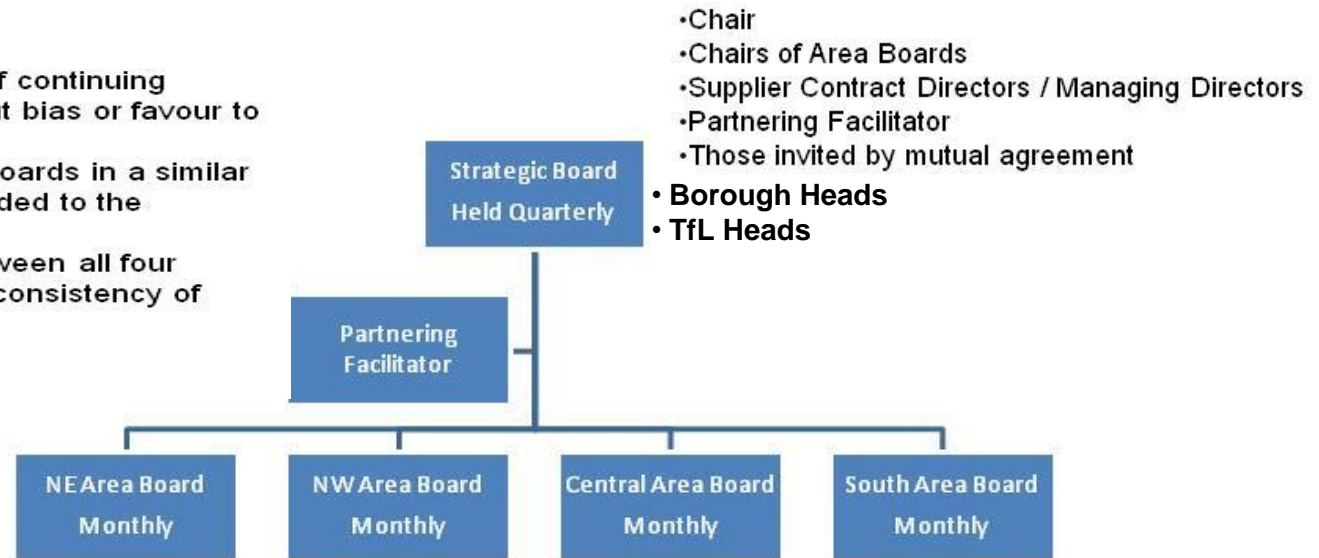 f continuing
t bias or favour to
oards in a similar
ded to the
ween all four
consistency of
•Chair
•Chairs of Area Boards
•Supplier Contract Directors / Managing Directors
•Partnering Facilitator
•Those invited by mutual agreement
• Borough Heads
• TfL Heads
Strategic Board
Held Quarterly
Partnering
Facilitator
NE Area Board
Monthly
NW Area Board
Monthly
Central Area Board
Monthly
South Area Board
Monthly